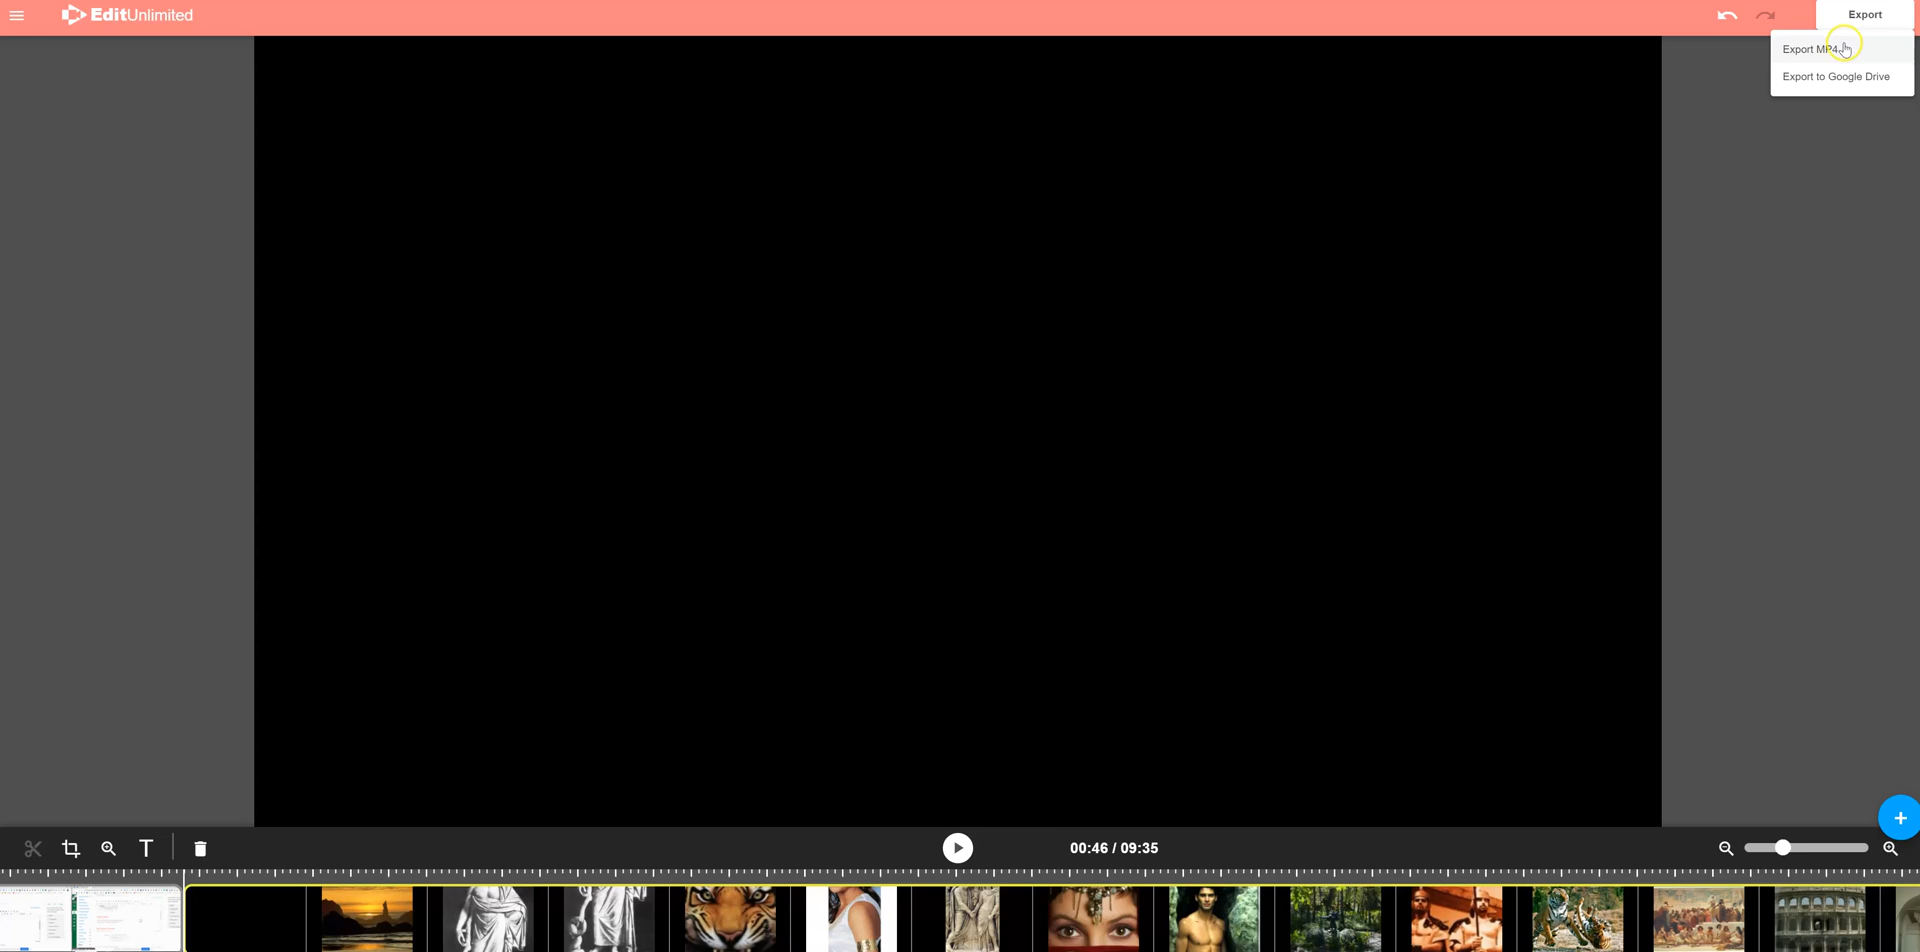 EditUnlimited
Export
Export MP4
Export to Google Drive
T
00:46 / 09:35